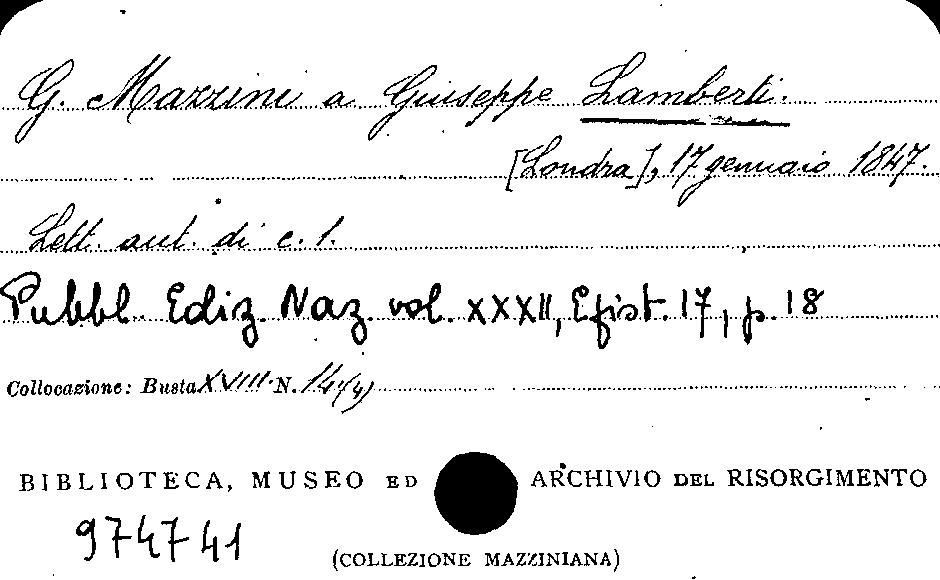 G. Mazzini a Giuseppe Lamberti.
[Londra], 17 gennaio 1847.
Lett. aut. di c. 1.
Pubbl. Ediz. Naz. vol. XXXII, Epist. 17, p. 18
Collocazione: Busta XVIII N. 14(4)
BIBLIOTECA, MUSEO ED ARCHIVIO DEL RISORGIMENTO
974741
(COLLEZIONE MAZZINIANA)